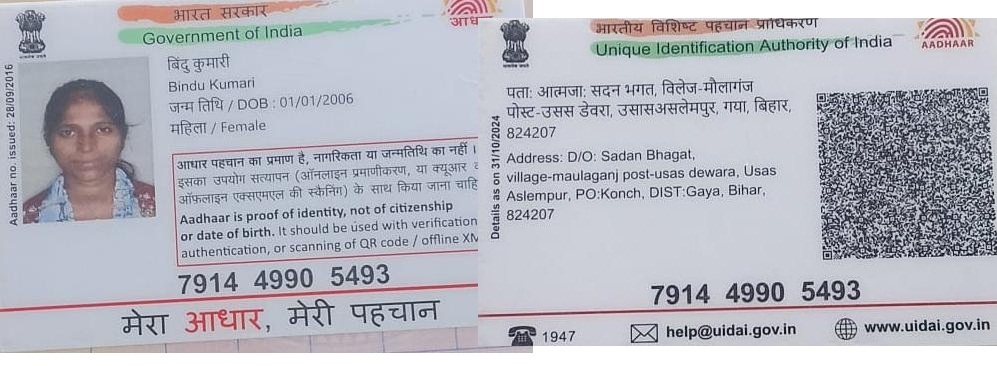 भारत सरकार
Government of India
Aadhaar no. issued: 28/09/2016
बिंदु कुमारी
Bindu Kumari
जन्म तिथि / DOB : 01/01/2006
महिला / Female
आधार पहचान का प्रमाण है, नागरिकता या जन्मतिथि का नहीं ।
इसका उपयोग सत्यापन (ऑनलाइन प्रमाणीकरण, या क्यूआर
ऑफ़लाइन एक्सएमएल की स्कैनिंग) के साथ किया जाना
Aadhaar is proof of identity, not of citizenship
or date of birth. It should be used with verification
authentication, or scanning of QR code / offline
7914 4990 5493
मेरा आधार, मेरी पहचान
भारतीय विशिष्ट पहचान प्राधिकरण
Unique Identification Authority of India
AADHAAR
Details as on 31/10/2024
पता: आत्मजा: सदन भगत, विलेज-मौलागंज
पोस्ट-उसस डेवरा, उसासअसलेमपुर, गया, बिहार,
824207
Address: D/O: Sadan Bhagat,
village-maulaganj post-usas dewara, Usas
Aslempur, PO:Konch, DIST:Gaya, Bihar,
824207
7914 4990 5493
1947
help@uidai.gov.in
www.uidai.gov.in